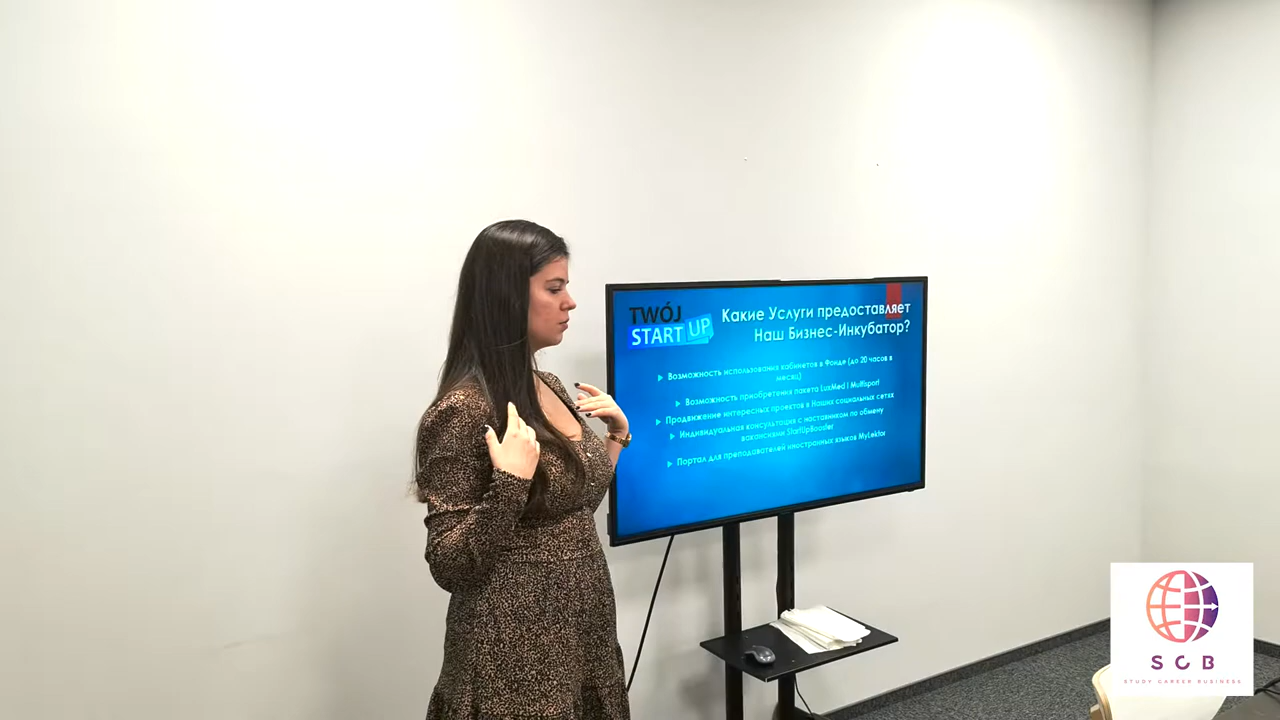 TWÓJ
START UP
Какие Услуги предоставляет
Наш Бизнес-Инкубатор?
Возможность использования кабинетов в Фонде (до 20 часов в
месяц)
Возможность приобретения пакета LuxMed i Multisport
Продвижение интересных проектов в Наших социальных сетях
Индивидуальная консультация с наставником по обмену
вакансиями StartUpBooster
Портал для преподавателей иностранных языков MyLektor
SCB
STUDY CAREER BUSINESS